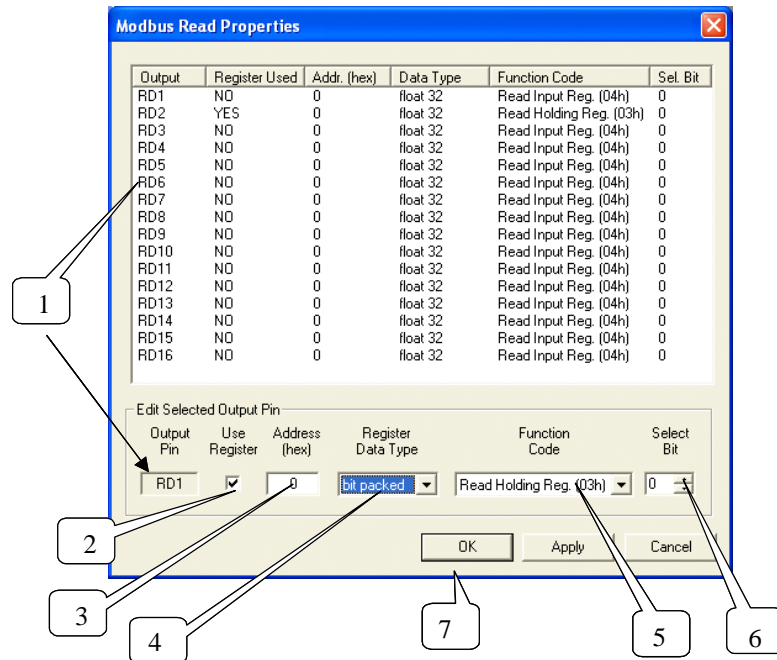 Modbus Read Properties
Output Register Used Addr. (hex) Data Type Function Code Sel. Bit
RD1 NO 0 float 32 Read Input Reg. (04h) 0
RD2 YES 0 float 32 Read Holding Reg. (03h) 0
RD3 NO 0 float 32 Read Input Reg. (04h) 0
RD4 NO 0 float 32 Read Input Reg. (04h) 0
RD5 NO 0 float 32 Read Input Reg. (04h) 0
RD6 NO 0 float 32 Read Input Reg. (04h) 0
RD7 NO 0 float 32 Read Input Reg. (04h) 0
RD8 NO 0 float 32 Read Input Reg. (04h) 0
RD9 NO 0 float 32 Read Input Reg. (04h) 0
RD10 NO 0 float 32 Read Input Reg. (04h) 0
RD11 NO 0 float 32 Read Input Reg. (04h) 0
RD12 NO 0 float 32 Read Input Reg. (04h) 0
RD13 NO 0 float 32 Read Input Reg. (04h) 0
RD14 NO 0 float 32 Read Input Reg. (04h) 0
RD15 NO 0 float 32 Read Input Reg. (04h) 0
RD16 NO 0 float 32 Read Input Reg. (04h) 0
1
Edit Selected Output Pin
Output Use Address Register Function Select
Pin Register (hex) Data Type Code Bit
RD1 0 bit packed Read Holding Reg. (03h) 0
OK Apply Cancel
2
3
4
7
5
6